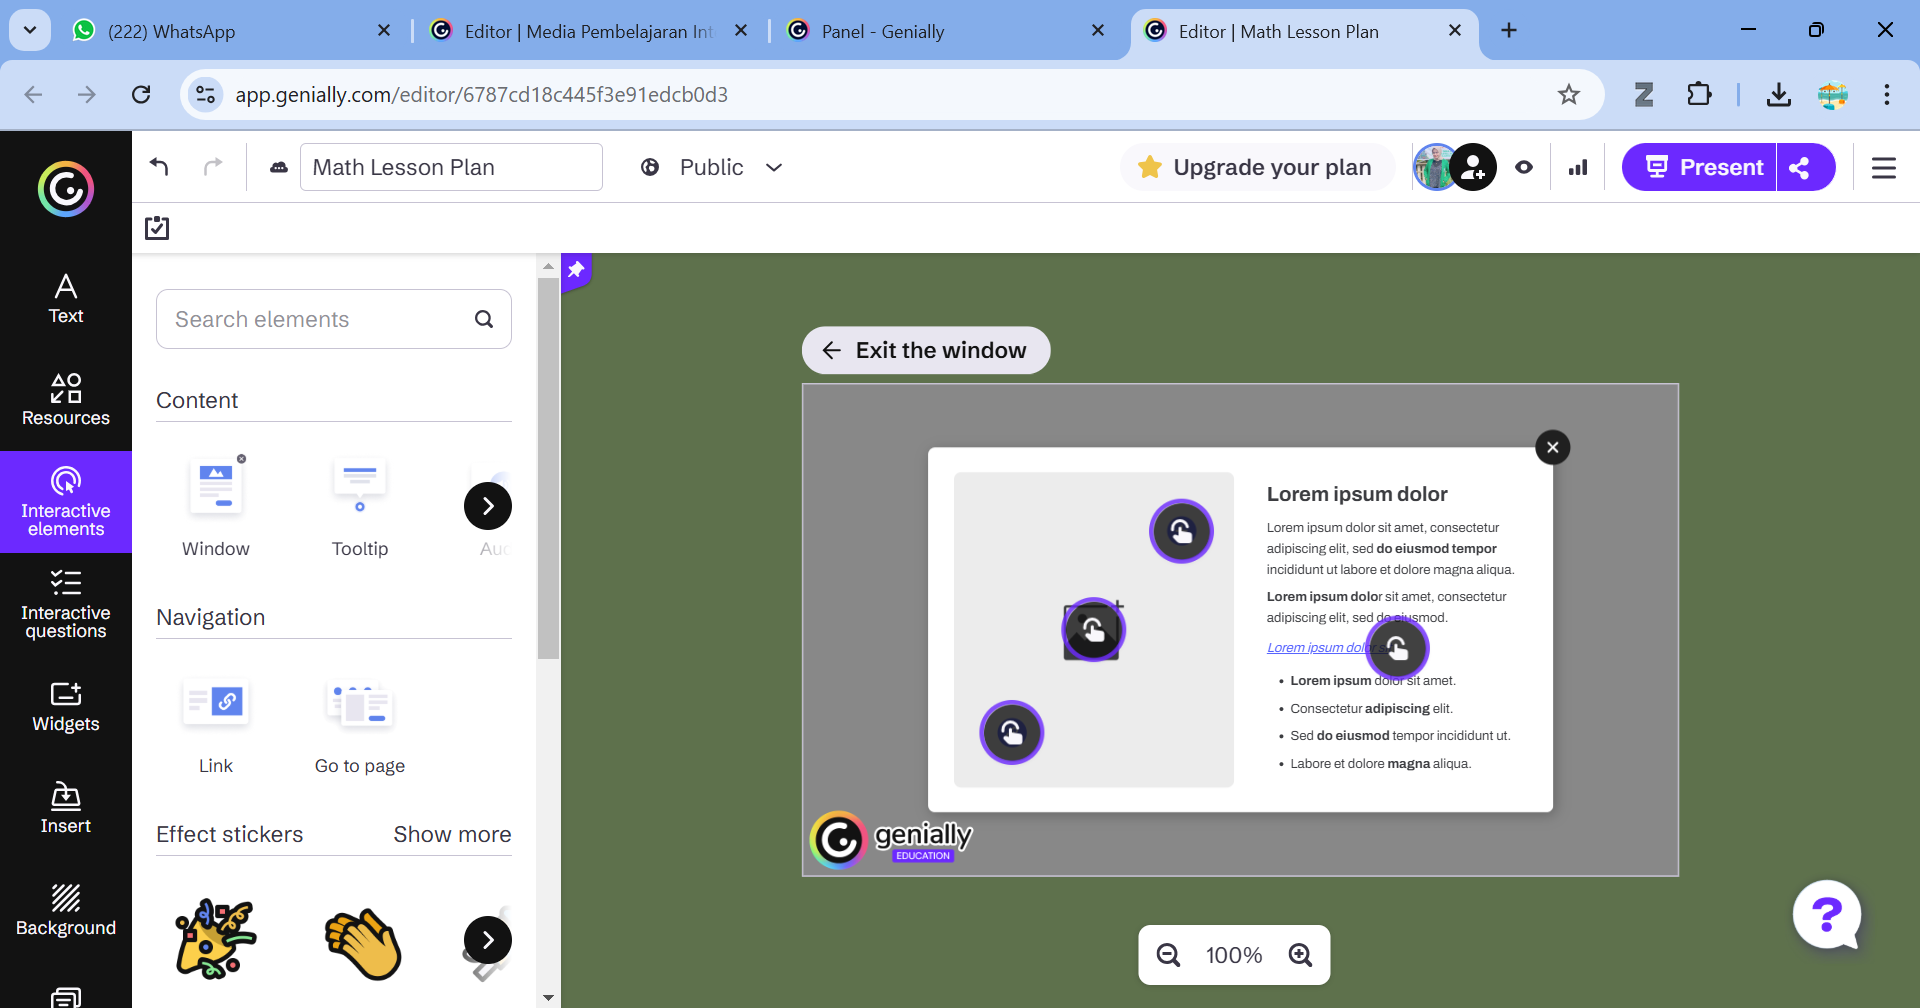 (222) WhatsApp
Editor | Media Pembelajaran Int
Panel - Genially
Editor | Math Lesson Plan
app.genially.com/editor/6787cd18c445f3e91edcb0d3
Math Lesson Plan
Public
Upgrade your plan
Present
Text
Resources
Interactive
elements
Interactive
questions
Widgets
Insert
Background
Search elements
Content
Window
Tooltip
Navigation
Link
Go to page
Effect stickers
Show more
Exit the window
Lorem ipsum dolor
Lorem ipsum dolor sit amet, consectetur
adipiscing elit, sed do eiusmod tempor
incididunt ut labore et dolore magna aliqua.
Lorem ipsum dolor sit amet, consectetur
adipiscing elit, sed do eiusmod.
Lorem ipsum dolor
• Lorem ipsum dolor sit amet.
• Consectetur adipiscing elit.
• Sed do eiusmod tempor incididunt ut.
• Labore et dolore magna aliqua.
genially
EDUCATION
100%
?